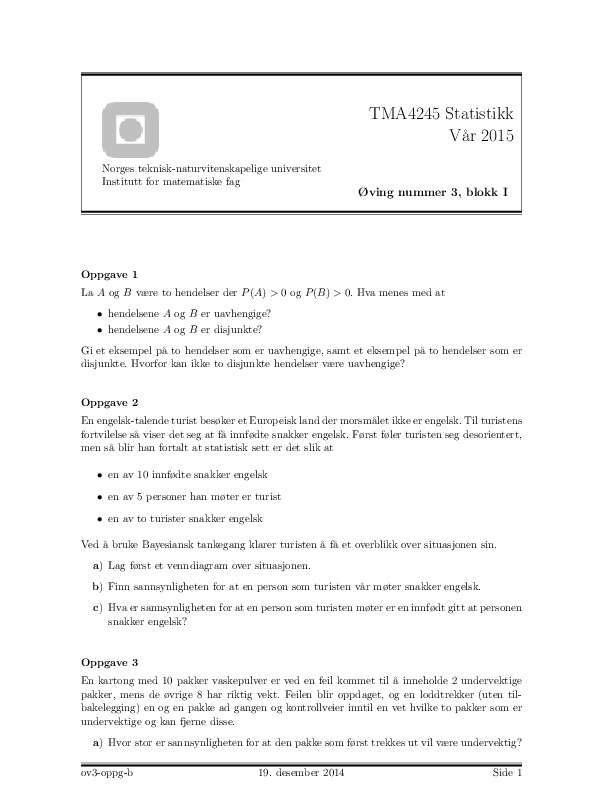 TMA4245 Statistikk
Vår 2015
Norges teknisk-naturvitenskapelige universitet
Institutt for matematiske fag
Øving nummer 3, blokk I
Oppgave 1
La A og B være to hendelser der P(A) > 0 og P(B) > 0. Hva menes med at
• hendelsene A og B er uavhengige?
• hendelsene A og B er disjunkte?
Gi et eksempel på to hendelser som er uavhengige, samt et eksempel på to hendelser som er
disjunkte. Hvorfor kan ikke to disjunkte hendelser være uavhengige?
Oppgave 2
En engelsk-talende turist besøker et Europeisk land der morsmålet ikke er engelsk. Til turistens
fortvilelse så viser det seg at få innfødte snakker engelsk. Først føler turisten seg desorientert,
men så blir han fortalt at statistisk sett er det slik at
• en av 10 innfødte snakker engelsk
• en av 5 personer han møter er turist
• en av to turister snakker engelsk
Ved å bruke Bayesiansk tankegang klarer turisten å få et overblikk over situasjonen sin.
a) Lag først et venndiagram over situasjonen.
b) Finn sannsynligheten for at en person som turisten vår møter snakker engelsk.
c) Hva er sannsynligheten for at en person som turisten møter er en innfødt gitt at personen
snakker engelsk?
Oppgave 3
En kartong med 10 pakker vaskepulver er ved en feil kommet til å inneholde 2 undervektige
pakker, mens de øvrige 8 har riktig vekt. Feilen blir oppdaget, og en loddtrekker (uten til-
bakelegging) en og en pakke ad gangen og kontrollveier inntil en vet hvilke to pakker som er
undervektige og kan fjerne disse.
a) Hvor stor er sannsynligheten for at den pakke som først trekkes ut vil være undervektig?
ov3-oppg-b
19. desember 2014
Side 1